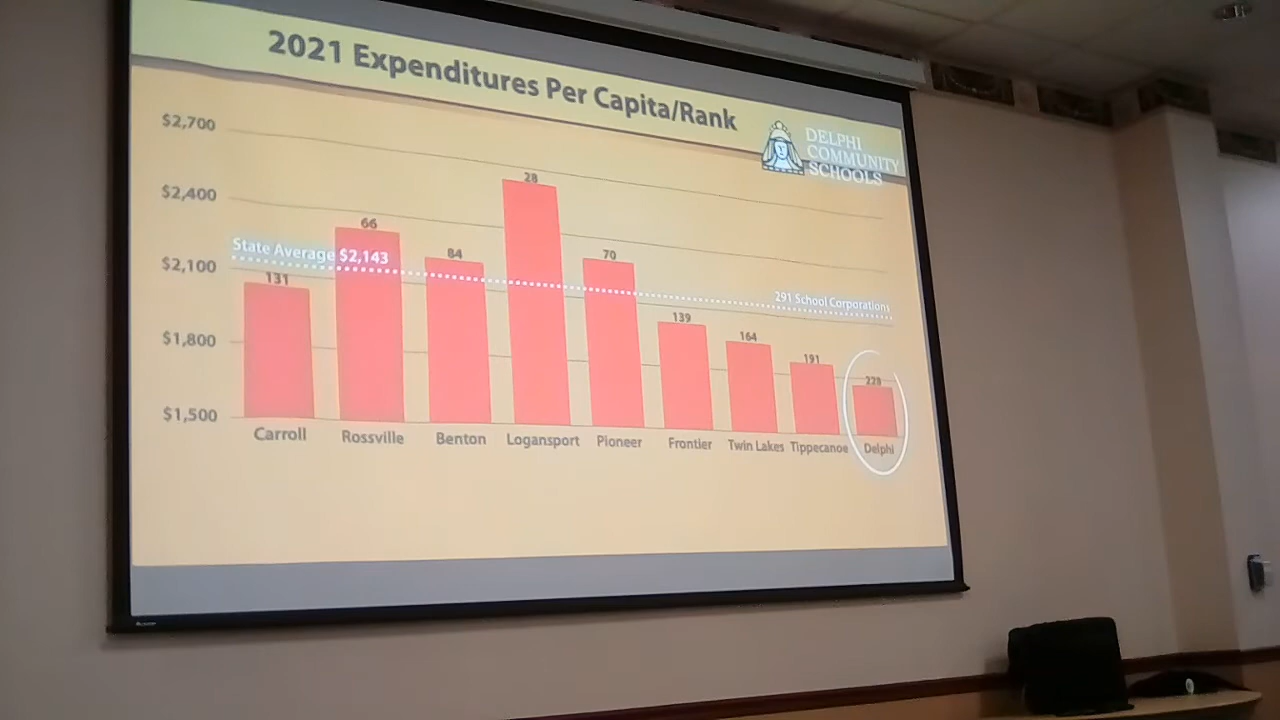 2021 Expenditures Per Capita/Rank
DELPHI
COMMUNITY
SCHOOLS
$2,700
$2,400
$2,100
$1,800
$1,500
State Average $2,143
291 School Corporations
131
66
84
28
70
139
164
191
228
Carroll
Rossville
Benton
Logansport
Pioneer
Frontier
Twin Lakes
Tippecanoe
Delphi